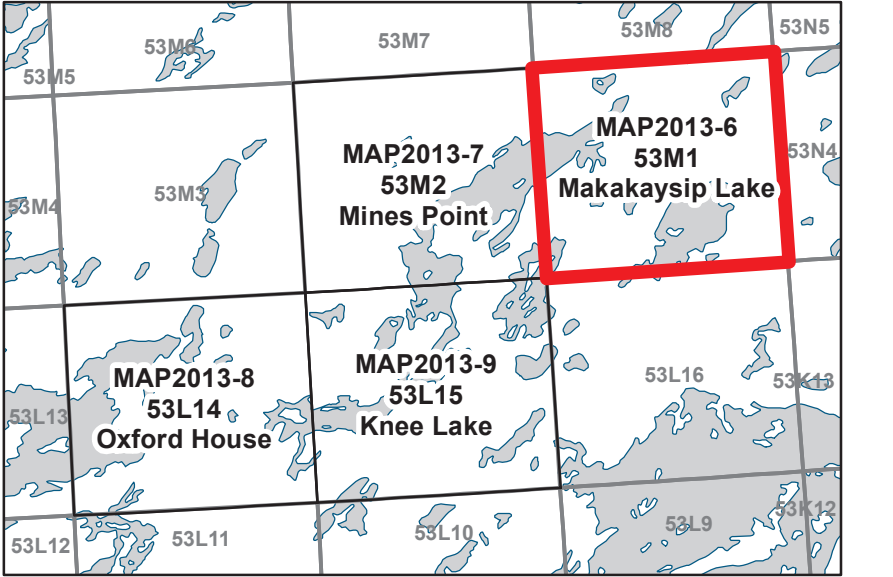 53M6
53M7
53M8
53N5
53M5
MAP2013-6
53M1
Makakaysip Lake
MAP2013-7
53M2
Mines Point
53N4
53M3
53M4
MAP2013-8
53L14
Oxford House
MAP2013-9
53L15
Knee Lake
53L16
53K13
53L13
53L12
53L11
53L10
53L9
53K12